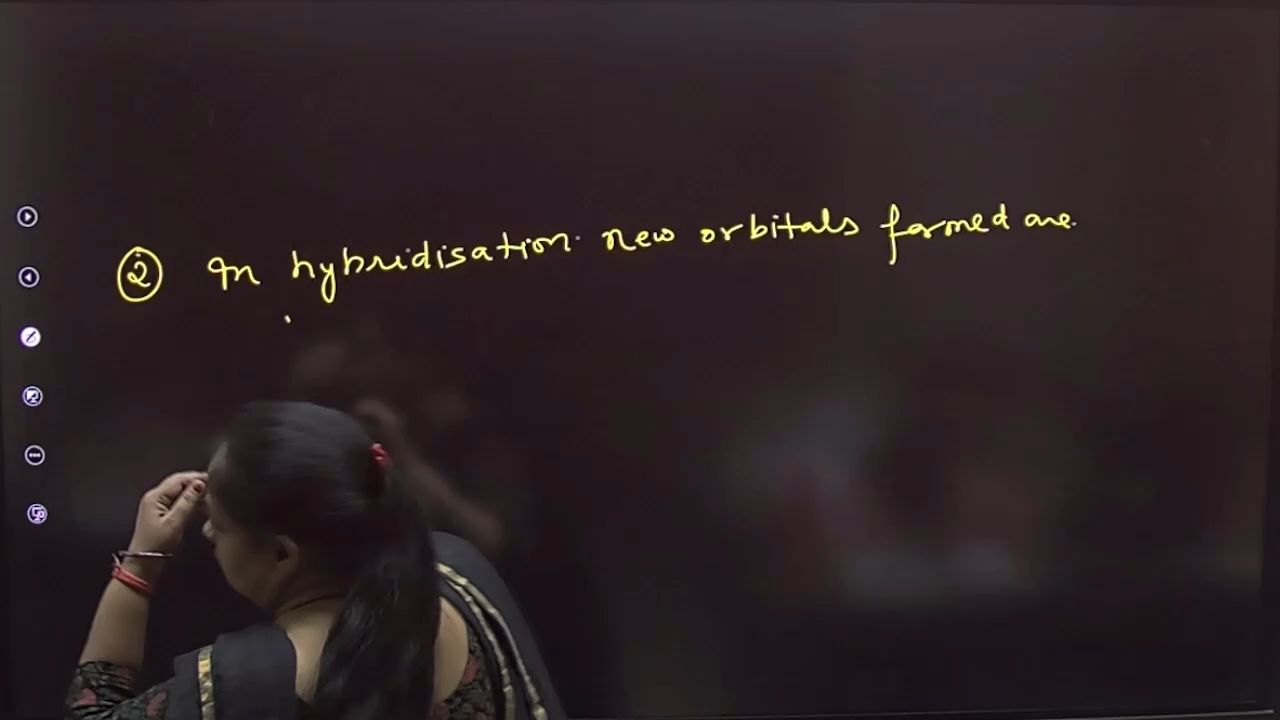 ② In hybridisation new orbitals formed are